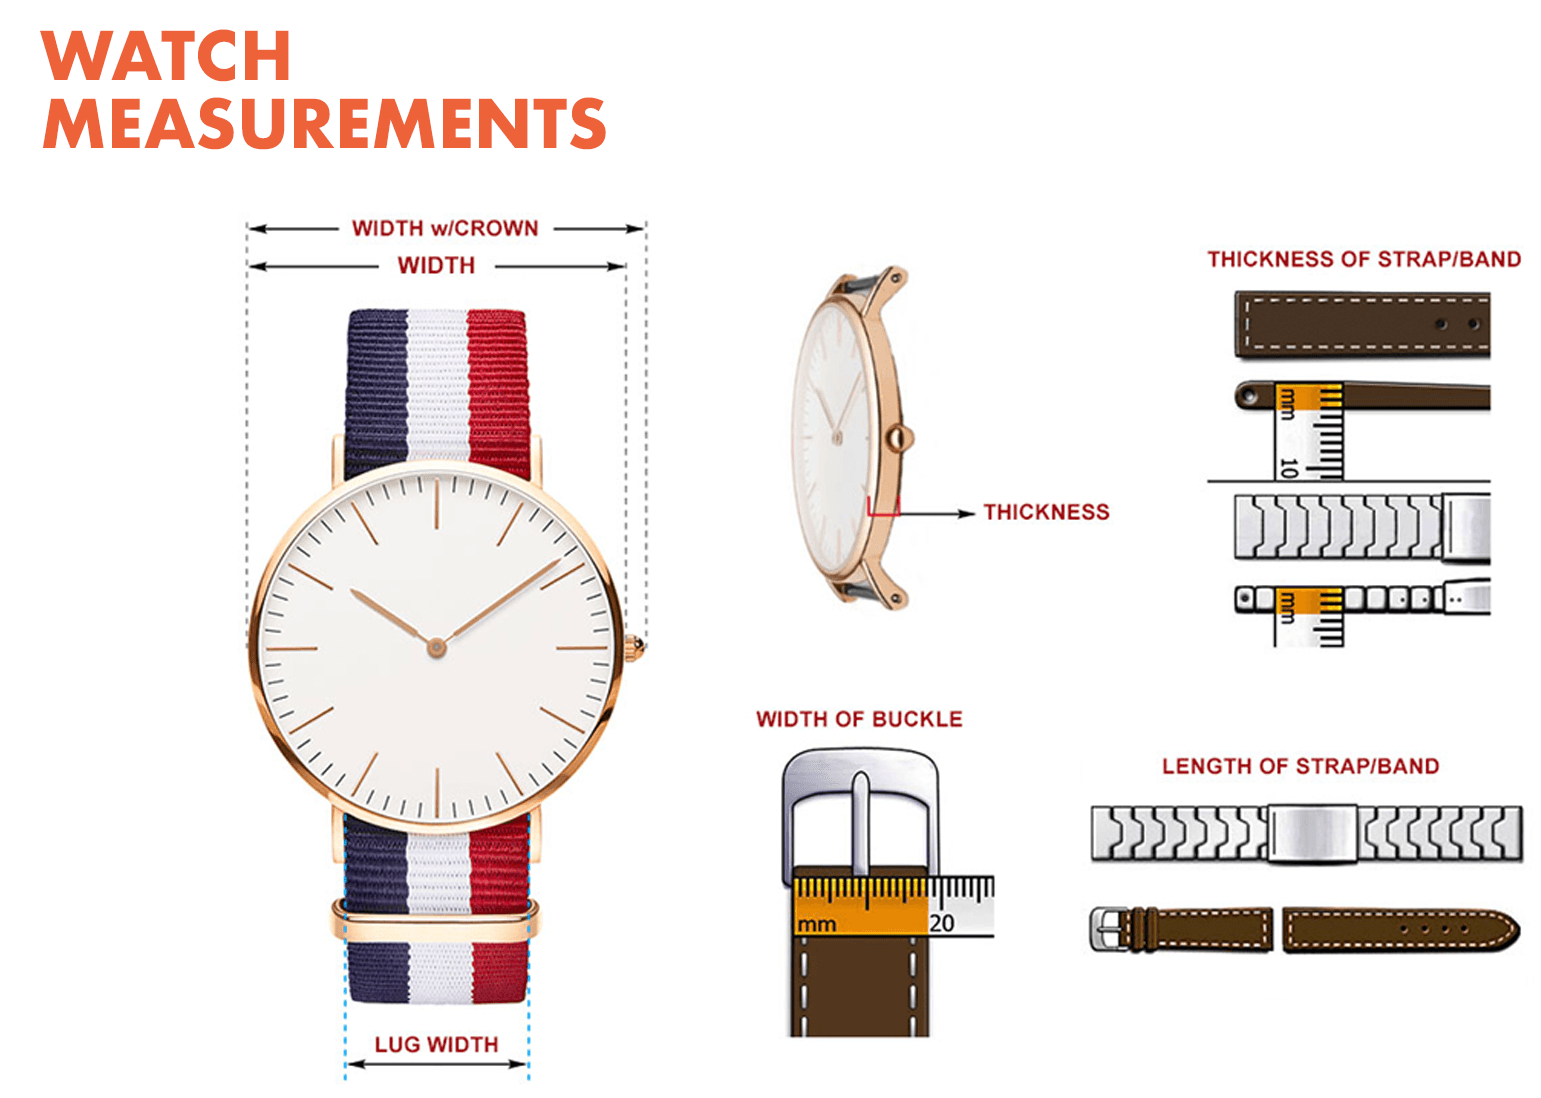 WATCH
MEASUREMENTS
WIDTH w/CROWN
WIDTH
THICKNESS
THICKNESS OF STRAP/BAND
mm
10
mm
WIDTH OF BUCKLE
mm
20
LENGTH OF STRAP/BAND
LUG WIDTH